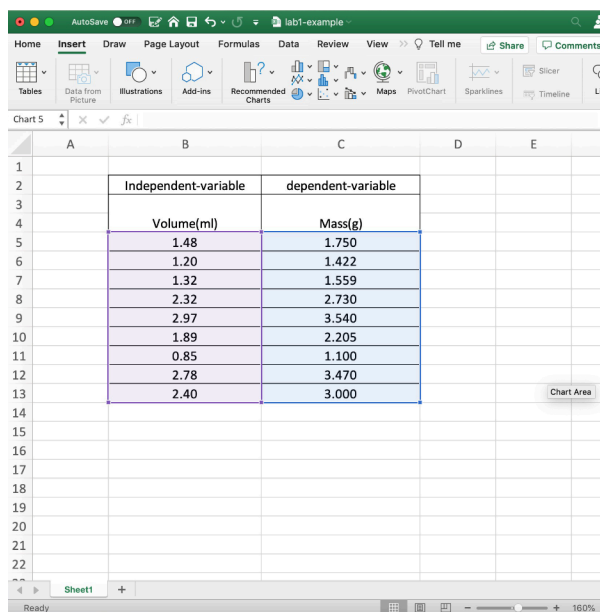 AutoSave OFF lab1-example
Home Insert Draw Page Layout Formulas Data Review View Tell me Share Comments
Tables Data from Picture Illustrations Add-ins Recommended Charts Maps PivotChart Sparklines Slicer Timeline
Chart 5 fx
A B C D E
1
2 Independent-variable dependent-variable
3
4 Volume(ml) Mass(g)
5 1.48 1.750
6 1.20 1.422
7 1.32 1.559
8 2.32 2.730
9 2.97 3.540
10 1.89 2.205
11 0.85 1.100
12 2.78 3.470
13 2.40 3.000 Chart Area
14
15
16
17
18
19
20
21
22
Sheet1 +
Ready 160%